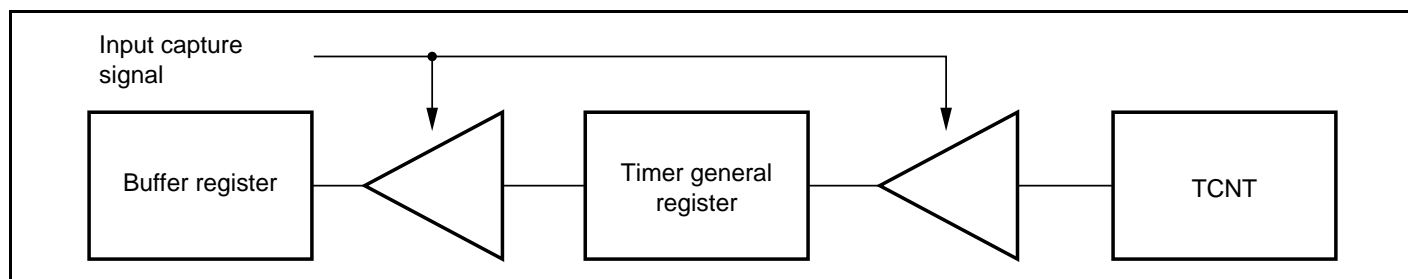 Input capture
signal
Buffer register
Timer general
register
TCNT